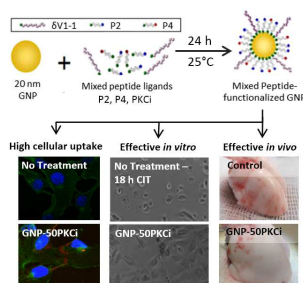 δV1-1 P2 P4
24 h
25°C
20 nm
GNP
+
Mixed peptide ligands
P2, P4, PKCi
Mixed Peptide-
functionalized GNP
High cellular uptake
Effective in vitro
Effective in vivo
No Treatment
No Treatment –
18 h CIT
Control
GNP-50PKCi
GNP-50PKCi
GNP-50PKCi